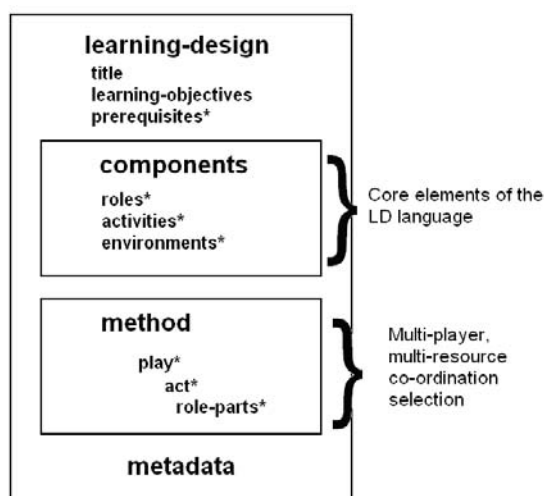 learning-design
title
learning-objectives
prerequisites*
components
roles*
activities*
environments*
Core elements of the
LD language
method
play*
act*
role-parts*
Multi-player,
multi-resource
co-ordination
selection
metadata